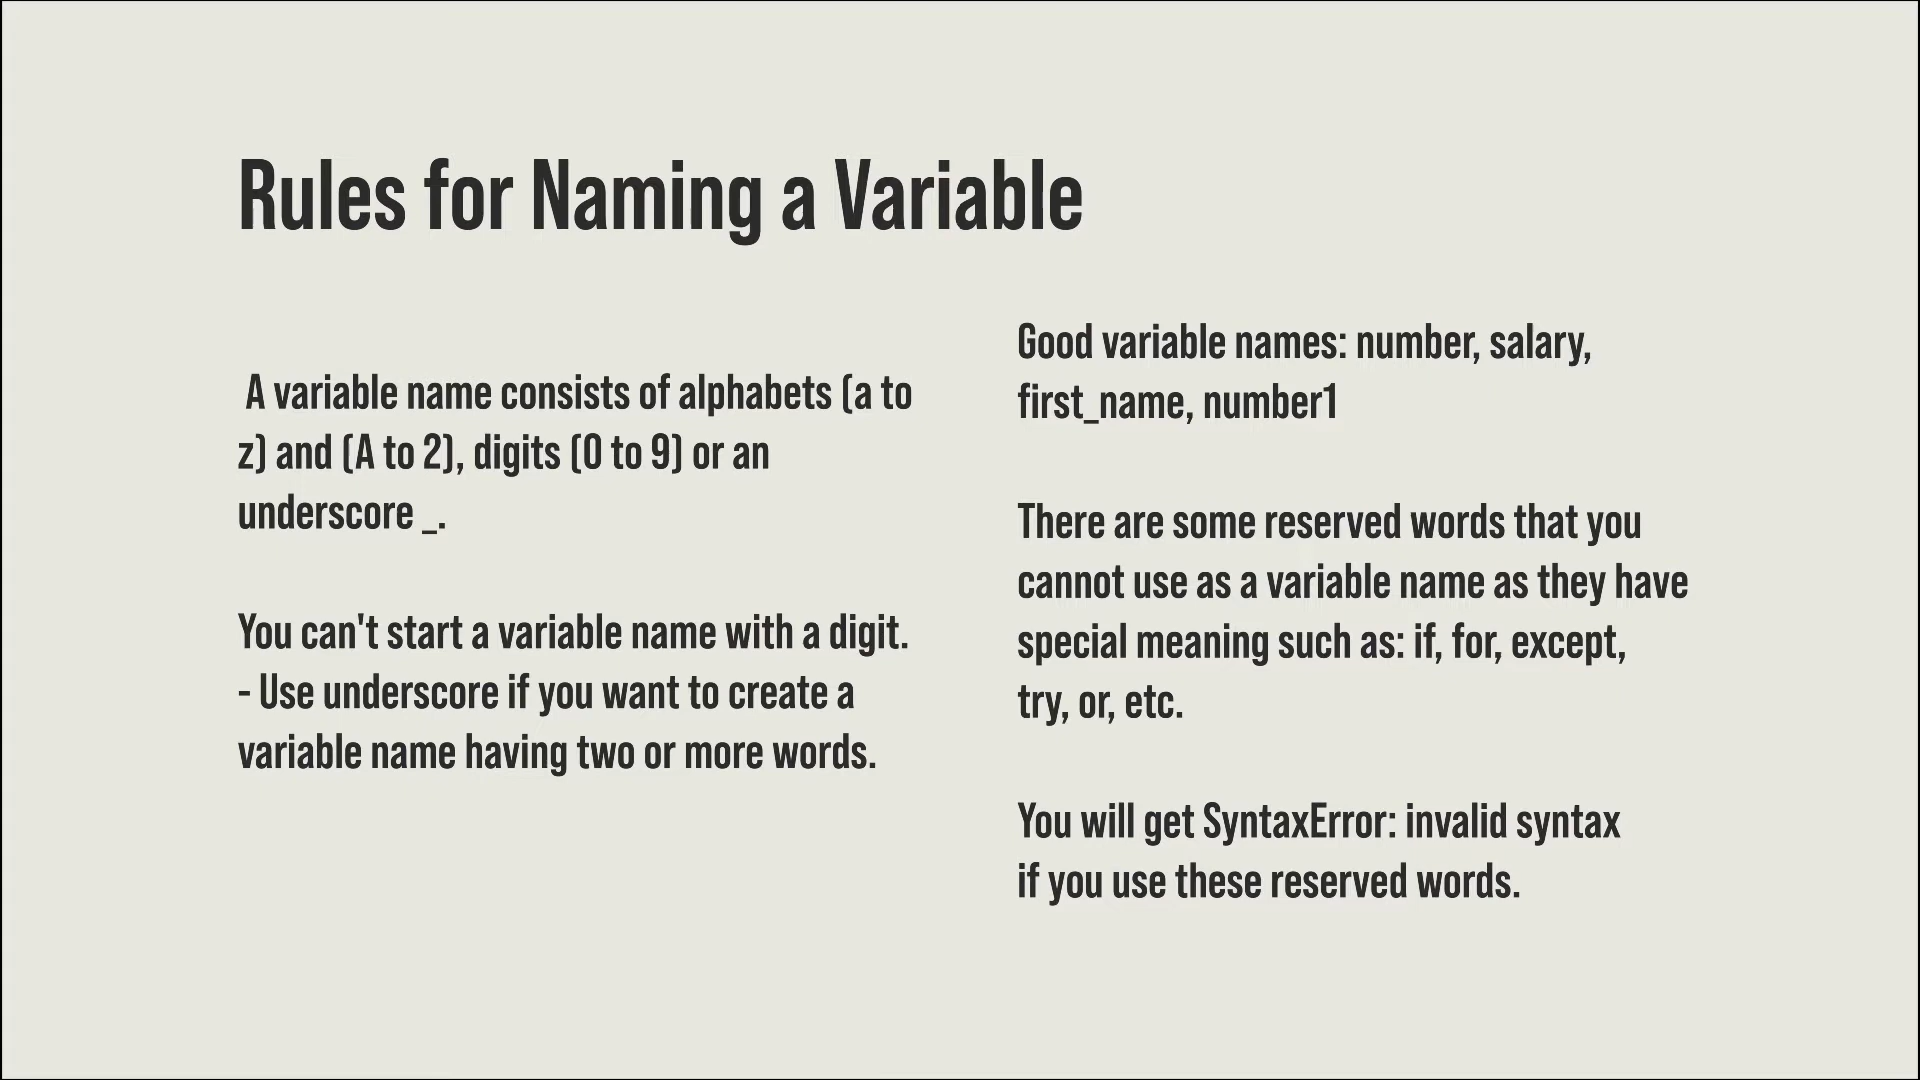 Rules for Naming a Variable
A variable name consists of alphabets (a to
z) and (A to 2), digits (0 to 9) or an
underscore _.
You can't start a variable name with a digit.
- Use underscore if you want to create a
variable name having two or more words.
Good variable names: number, salary,
first_name, number1
There are some reserved words that you
cannot use as a variable name as they have
special meaning such as: if, for, except,
try, or, etc.
You will get SyntaxError: invalid syntax
if you use these reserved words.